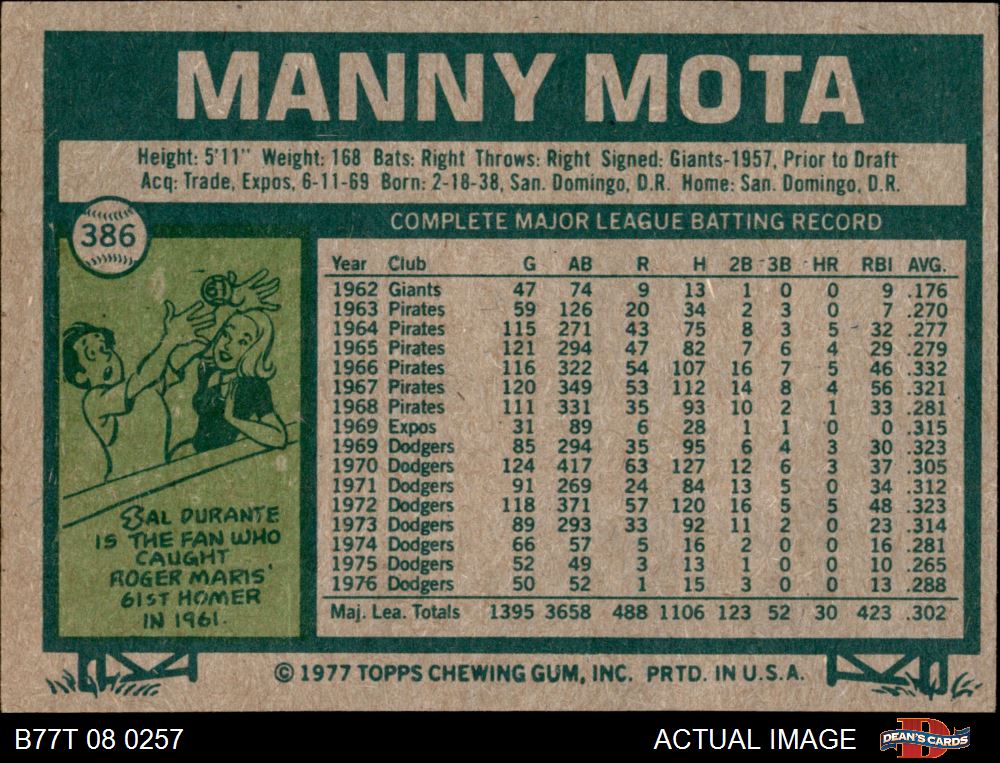 MANNY MOTA
Height: 5'11" Weight: 168 Bats: Right Throws: Right Signed: Giants-1957, Prior to Draft
Acq: Trade, Expos, 6-11-69 Born: 2-18-38, San. Domingo, D.R. Home: San. Domingo, D.R.
386
COMPLETE MAJOR LEAGUE BATTING RECORD
Year Club G AB R H 2B 3B HR RBI AVG.
1962 Giants 47 74 9 13 1 0 0 9 .176
1963 Pirates 59 126 20 34 2 3 0 7 .270
1964 Pirates 115 271 43 75 8 3 5 32 .277
1965 Pirates 121 294 47 82 7 6 4 29 .279
1966 Pirates 116 322 54 107 16 7 5 46 .332
1967 Pirates 120 349 53 112 14 8 4 56 .321
1968 Pirates 111 331 35 93 10 2 1 33 .281
1969 Expos 31 89 6 28 1 1 0 0 .315
1969 Dodgers 85 294 35 95 6 4 3 30 .323
1970 Dodgers 124 417 63 127 12 6 3 37 .305
1971 Dodgers 91 269 24 84 13 5 0 34 .312
1972 Dodgers 118 371 57 120 16 5 5 48 .323
1973 Dodgers 89 293 33 92 11 2 0 23 .314
1974 Dodgers 66 57 5 16 2 0 0 16 .281
1975 Dodgers 52 49 3 13 1 0 0 10 .265
1976 Dodgers 50 52 1 15 3 0 0 13 .288
Maj. Lea. Totals 1395 3658 488 1106 123 52 30 423 .302
SAL DURANTE
IS THE FAN WHO
CAUGHT
ROGER MARIS'
61ST HOMER
IN 1961.
© 1977 TOPPS CHEWING GUM, INC. PRTD. IN U.S.A.
B77T 08 0257
ACTUAL IMAGE
D
DEAN'S CARDS